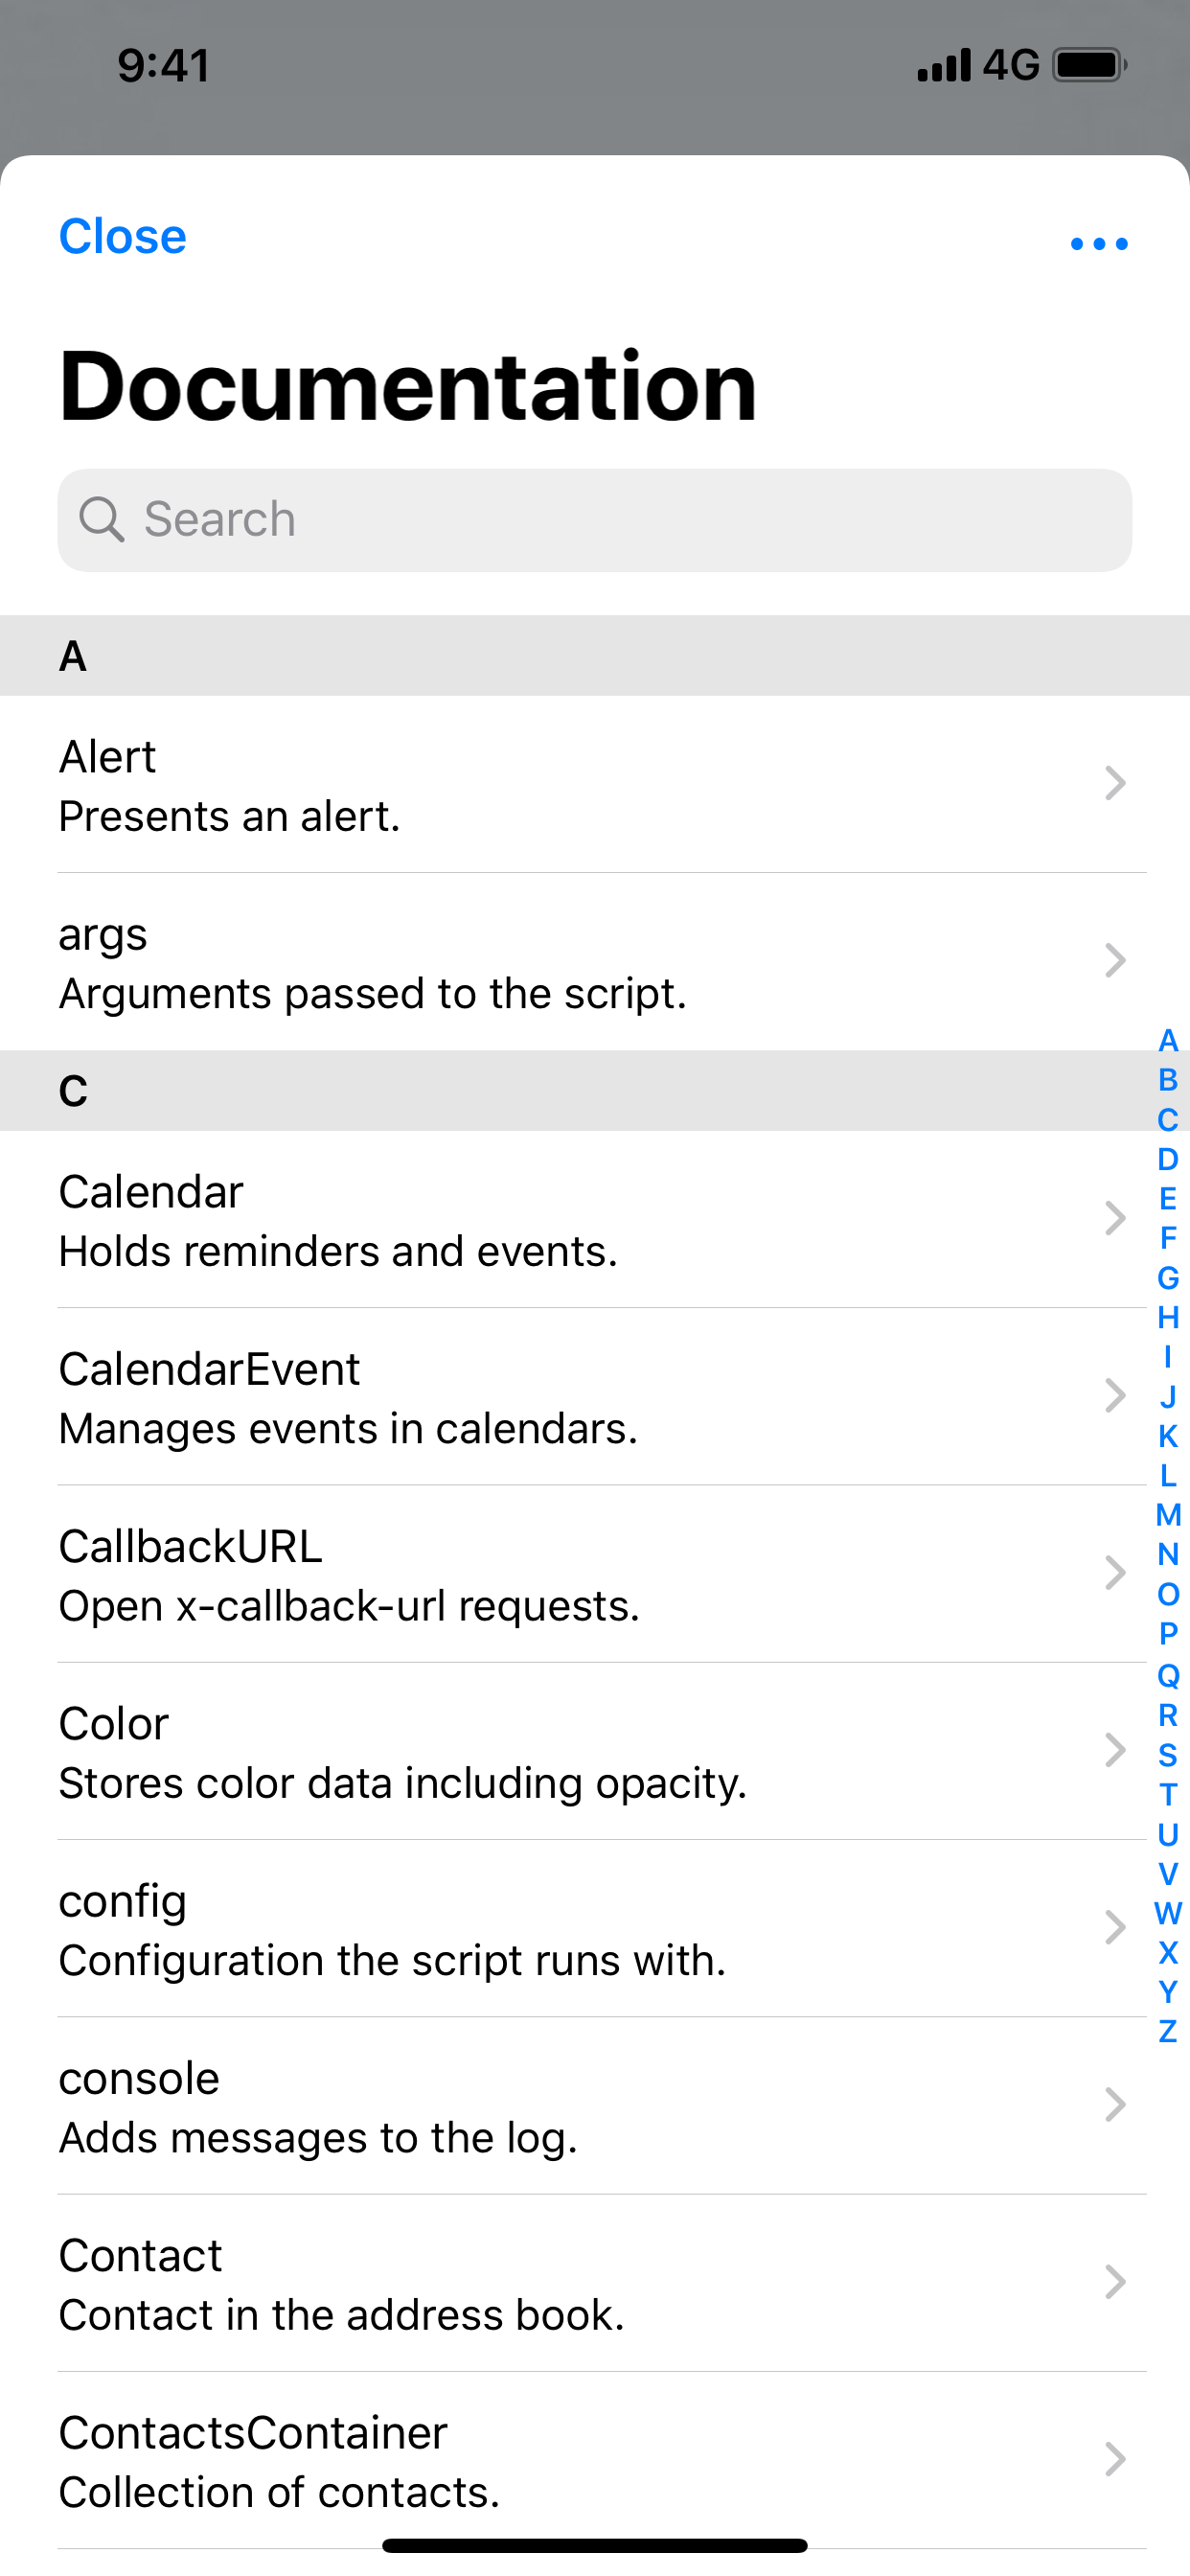 9:41
4G
Close
Documentation
Search
A
Alert
Presents an alert.
args
Arguments passed to the script.
C
Calendar
Holds reminders and events.
CalendarEvent
Manages events in calendars.
CallbackURL
Open x-callback-url requests.
Color
Stores color data including opacity.
config
Configuration the script runs with.
console
Adds messages to the log.
Contact
Contact in the address book.
ContactsContainer
Collection of contacts.
A
B
C
D
E
F
G
H
I
J
K
L
M
N
O
P
Q
R
S
T
U
V
W
X
Y
Z